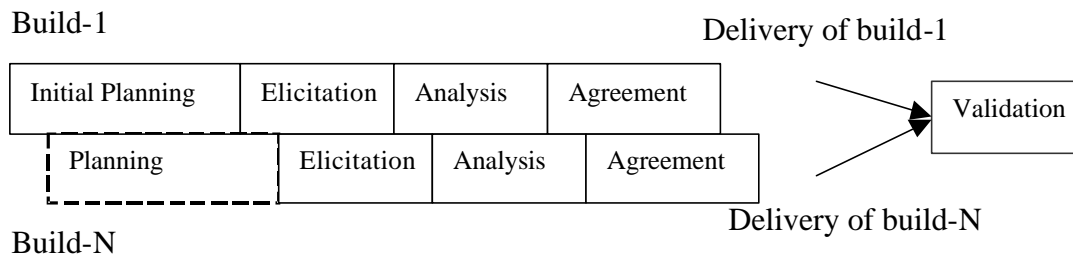 Build-1
Delivery of build-1
Initial Planning Elicitation Analysis Agreement
Validation
Planning Elicitation Analysis Agreement
Delivery of build-N
Build-N